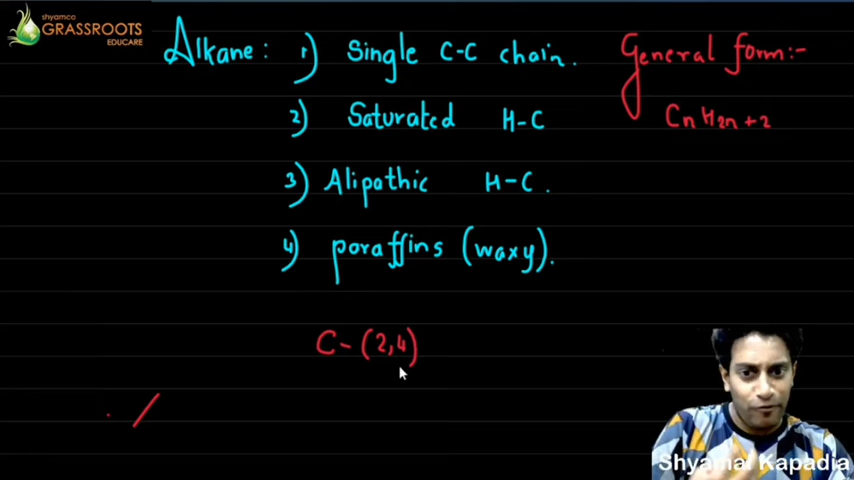 shyamco
GRASSROOTS
EDUCARE
Alkane: 1) Single C-C chain.
2) Saturated H-C
3) Alipathic H-C.
4) poraffins (waxy).
General form:-
CnH2n+2
C-(2,4)
Shyamal Kapadia